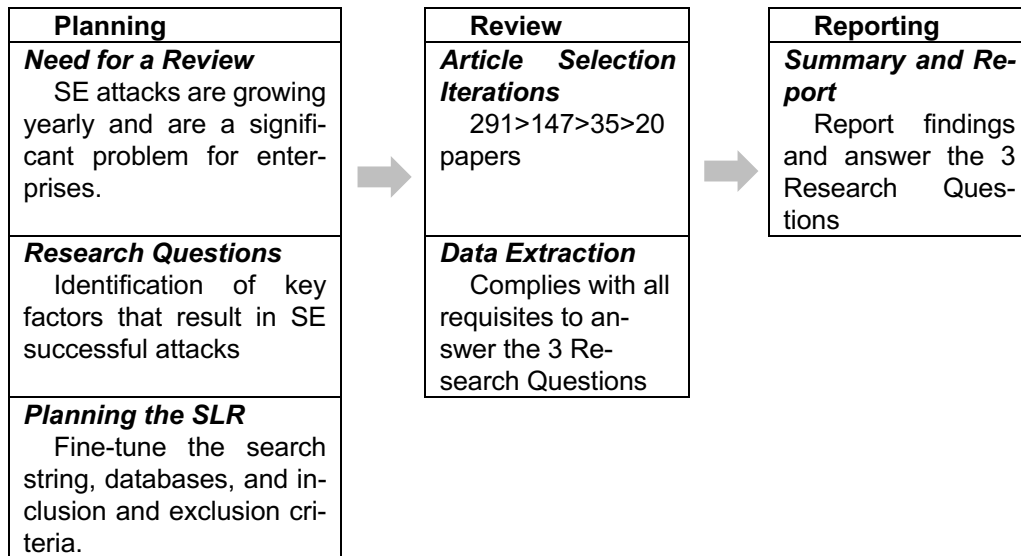 Planning
Need for a Review
SE attacks are growing
yearly and are a signifi-
cant problem for enter-
prises.
Research Questions
Identification of key
factors that result in SE
successful attacks
Planning the SLR
Fine-tune the search
string, databases, and in-
clusion and exclusion cri-
teria.
Review
Article Selection
Iterations
291>147>35>20
papers
Data Extraction
Complies with all
requisites to an-
swer the 3 Re-
search Questions
Reporting
Summary and Re-
port
Report findings
and answer the 3
Research Ques-
tions